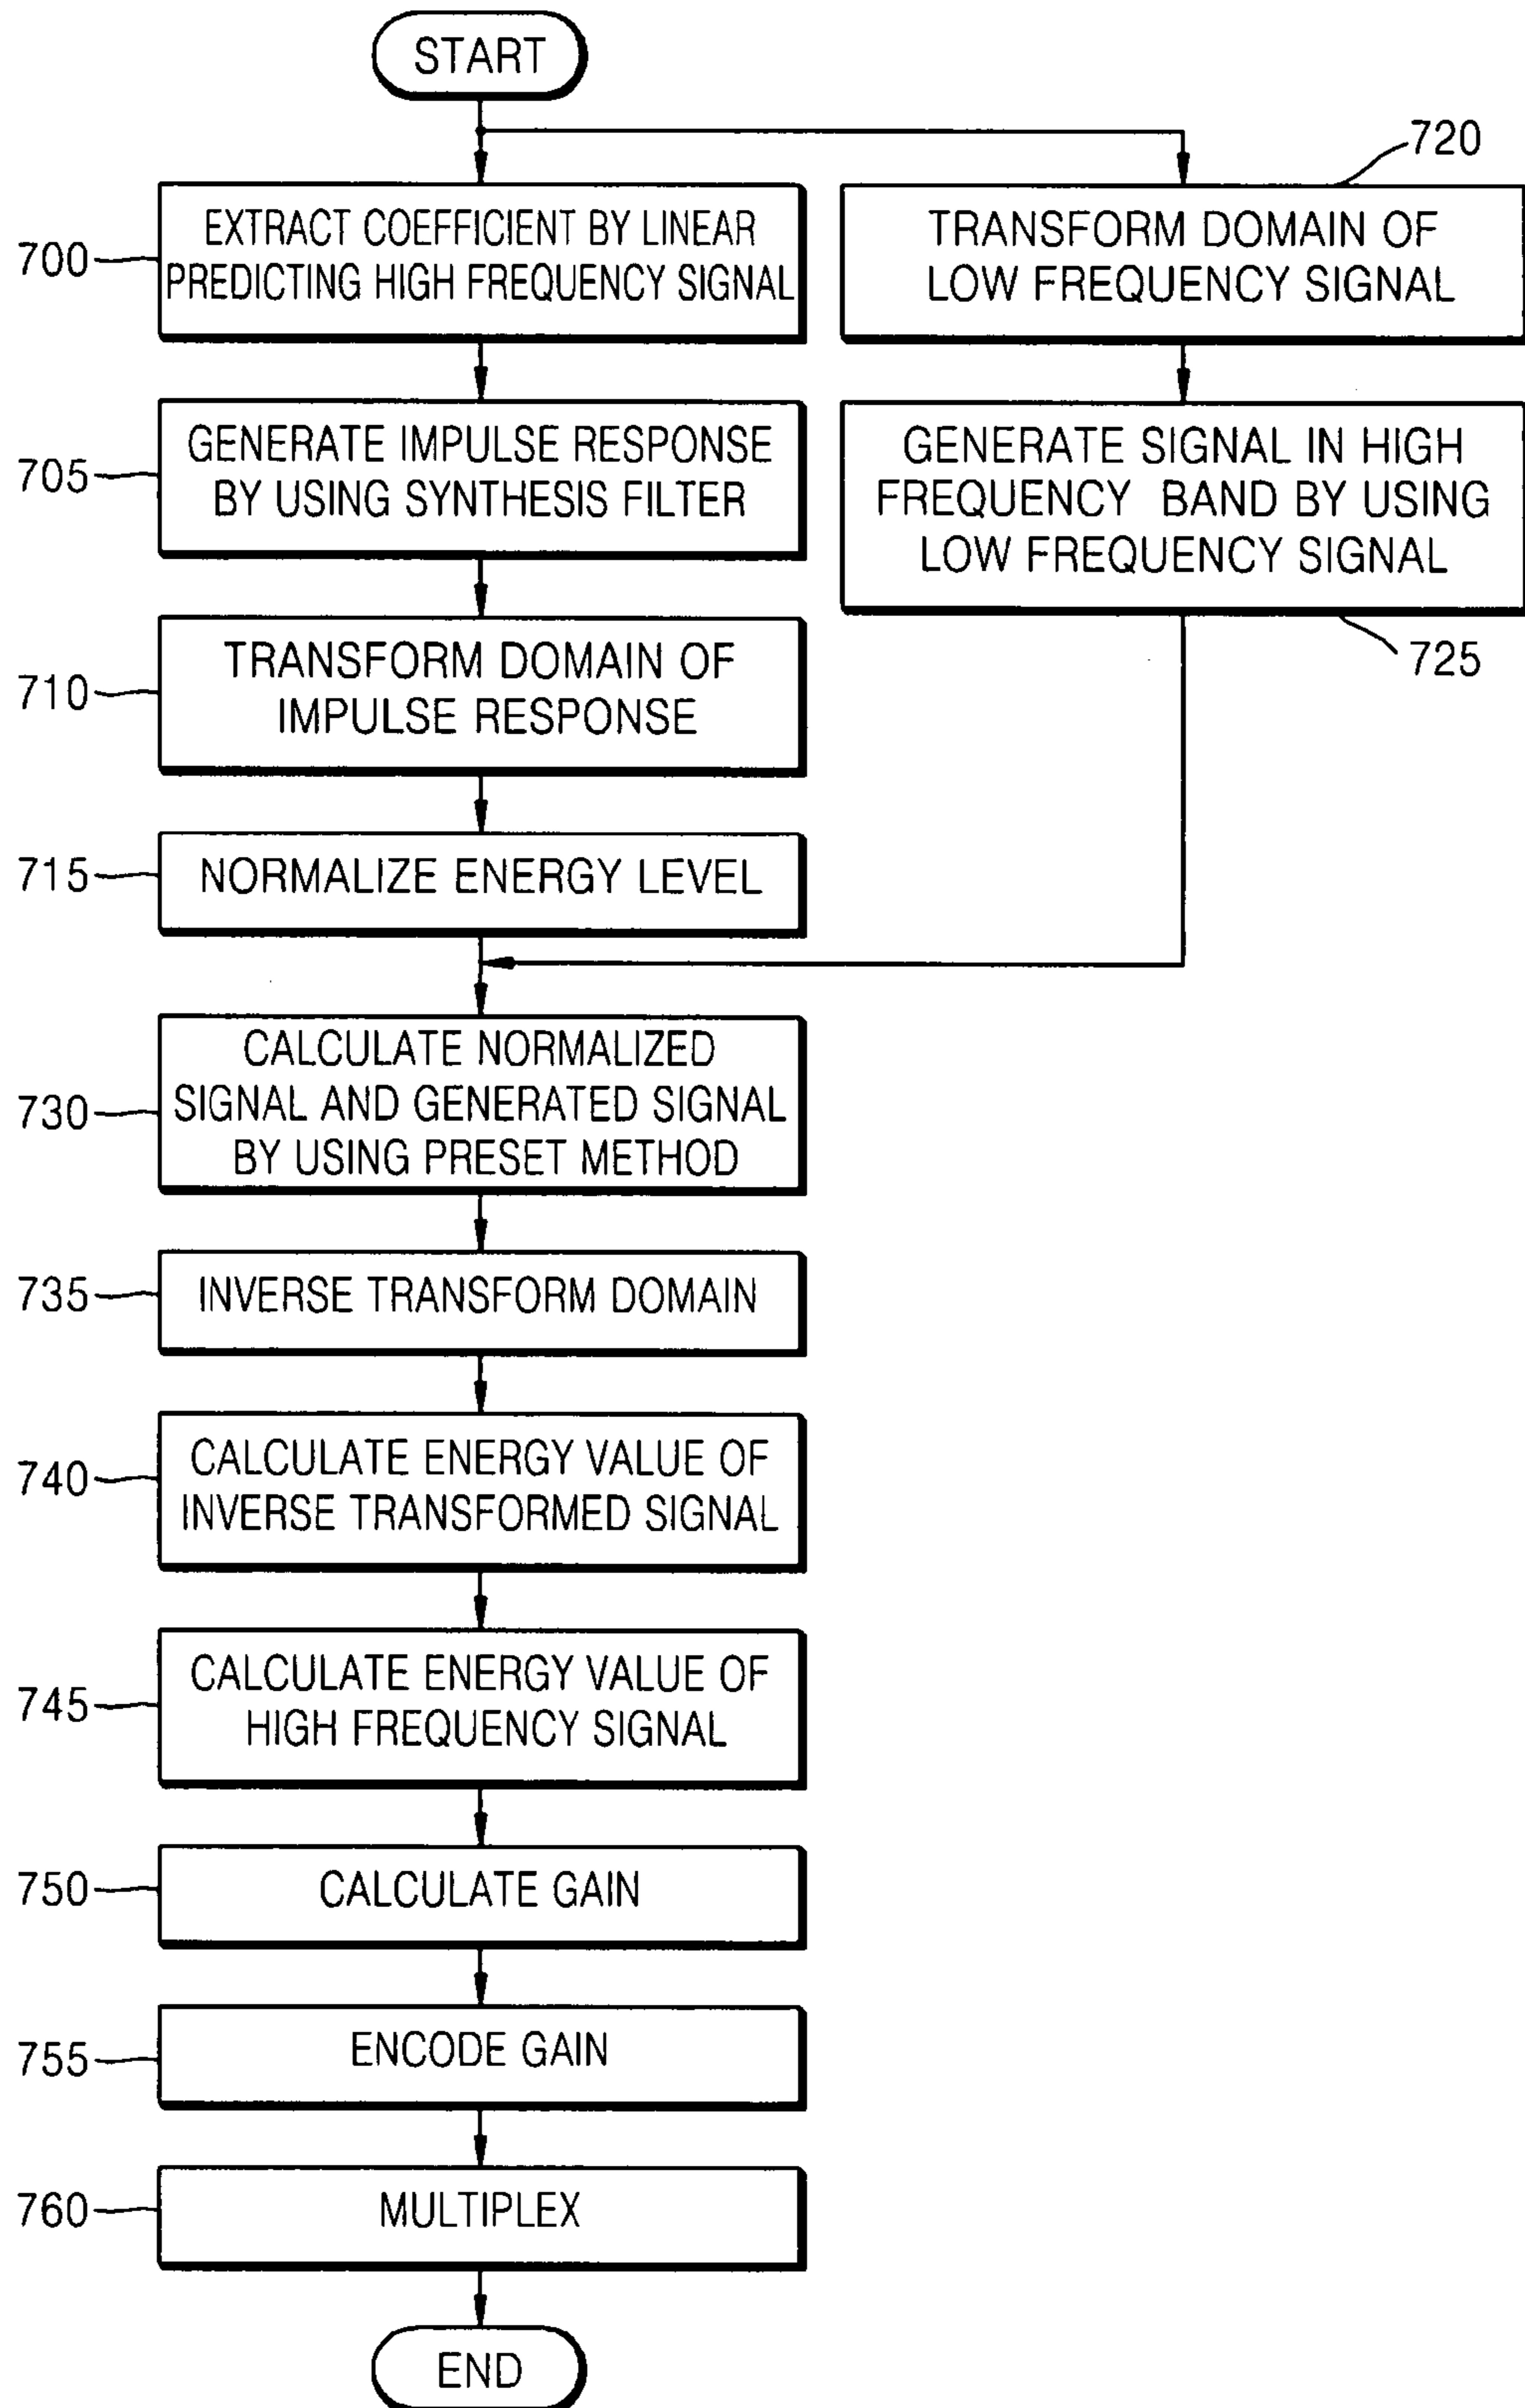 START
720
700
EXTRACT COEFFICIENT BY LINEAR
PREDICTING HIGH FREQUENCY SIGNAL
TRANSFORM DOMAIN OF
LOW FREQUENCY SIGNAL
705
GENERATE IMPULSE RESPONSE
BY USING SYNTHESIS FILTER
GENERATE SIGNAL IN HIGH
FREQUENCY BAND BY USING
LOW FREQUENCY SIGNAL
725
710
TRANSFORM DOMAIN OF
IMPULSE RESPONSE
715
NORMALIZE ENERGY LEVEL
730
CALCULATE NORMALIZED
SIGNAL AND GENERATED SIGNAL
BY USING PRESET METHOD
735
INVERSE TRANSFORM DOMAIN
740
CALCULATE ENERGY VALUE OF
INVERSE TRANSFORMED SIGNAL
745
CALCULATE ENERGY VALUE OF
HIGH FREQUENCY SIGNAL
750
CALCULATE GAIN
755
ENCODE GAIN
760
MULTIPLEX
END